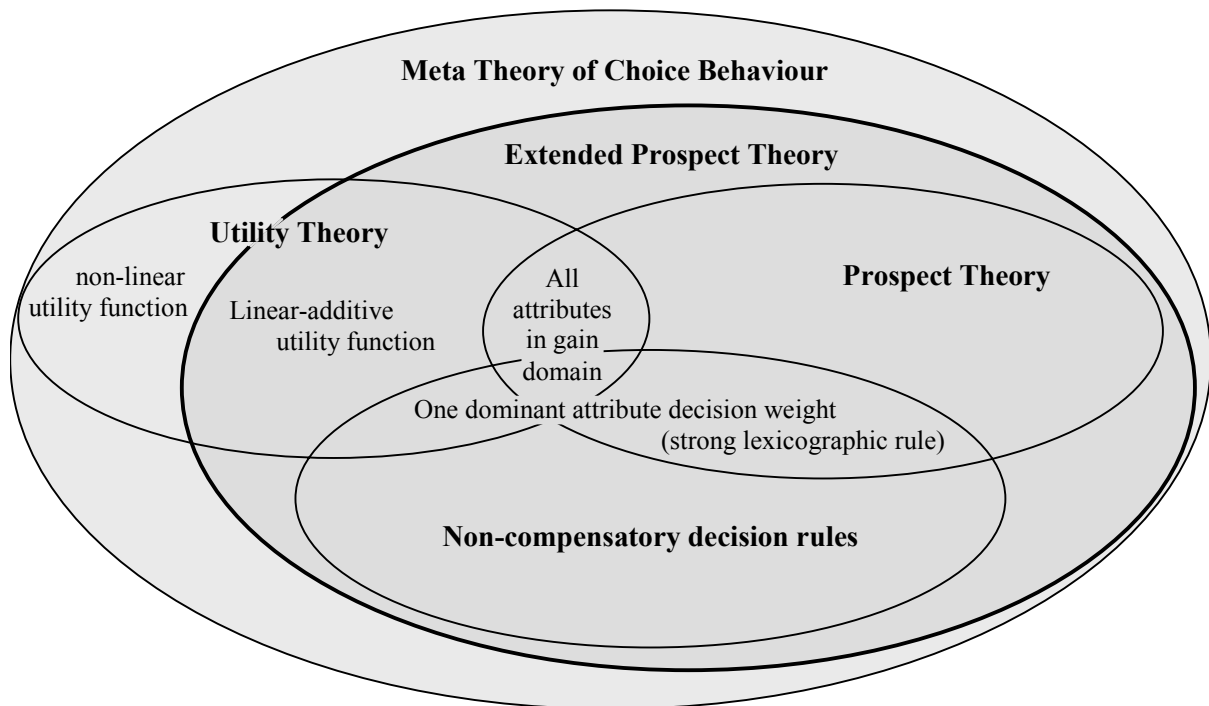 Meta Theory of Choice Behaviour
Extended Prospect Theory
Utility Theory
non-linear
utility function
Linear-additive
utility function
All
attributes
in gain
domain
Prospect Theory
One dominant attribute decision weight
(strong lexicographic rule)
Non-compensatory decision rules